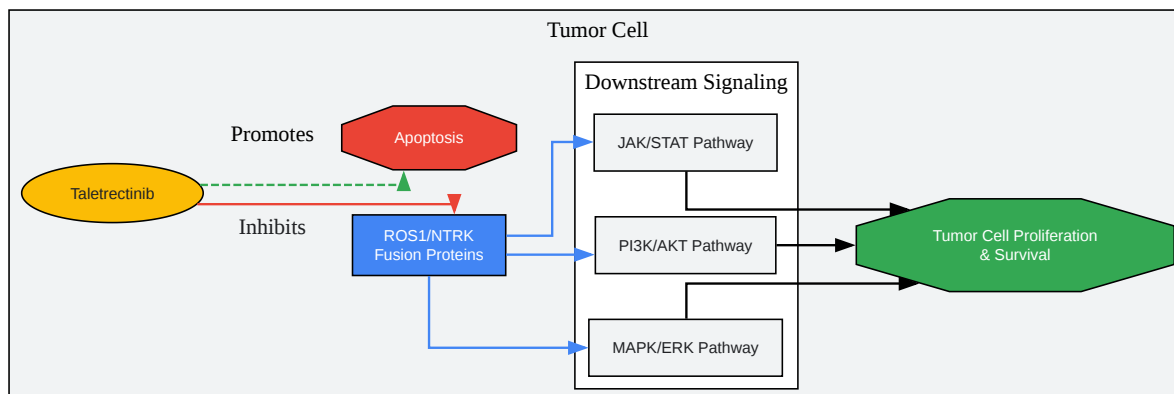 Tumor Cell
Downstream Signaling
Promotes
Apoptosis
JAK/STAT Pathway
Taletrectinib
Inhibits
ROS1/NTRK
Fusion Proteins
PI3K/AKT Pathway
Tumor Cell Proliferation
& Survival
MAPK/ERK Pathway